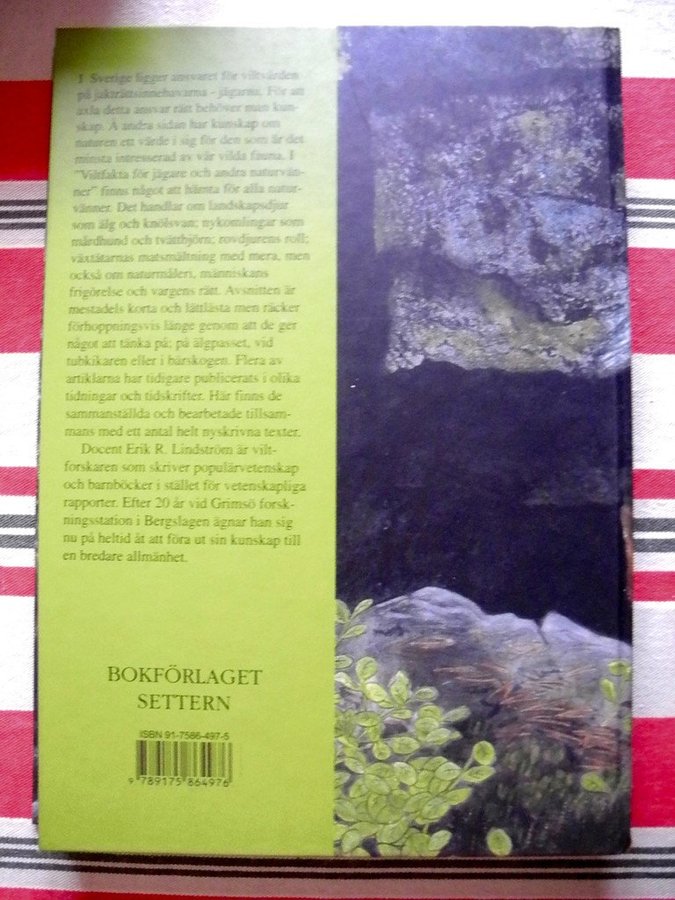 I Sverige ligger ansvaret för viltvården
på jakträttsinnehavarna - jägarna. För att
axla detta ansvar rätt behöver man kun-
skap. Å andra sidan har kunskap om
naturen ett värde i sig för den som är det
minsta intresserad av vår vilda fauna. I
"Viltfakta för jägare och andra naturvän-
ner" finns något att hämta för alla natur-
vänner. Det handlar om landskapsdjur
som älg och knölsvan; nykomlingar som
mårdhund och tvättbjörn; rovdjurens roll;
växtätarnas matsmältning med mera, men
också om naturmåleri, människans
frigörelse och vargens rätt. Avsnitten är
mestadels korta och lättlästa men räcker
förhoppningsvis länge genom att de ger
något att tänka på; på älgpasset, vid
tubkikaren eller i bärskogen. Flera av
artiklarna har tidigare publicerats i olika
tidningar och tidskrifter. Här finns de
sammanställda och bearbetade tillsam-
mans med ett antal helt nyskrivna texter.
Docent Erik R. Lindström är vilt-
forskaren som skriver populärvetenskap
och barnböcker i stället för vetenskapliga
rapporter. Efter 20 år vid Grimsö forsk-
ningsstation i Bergslagen ägnar han sig
nu på heltid åt att föra ut sin kunskap till
en bredare allmänhet.
BOKFÖRLAGET
SETTERN
ISBN 91-7586-497-5
9 789175 864976